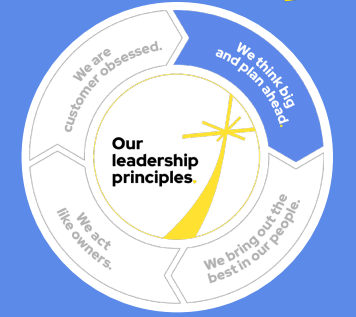 We are
customer obsessed.
We think big
and plan ahead.
Our
leadership
principles.
We act
like owners.
We bring out the
best in our people.